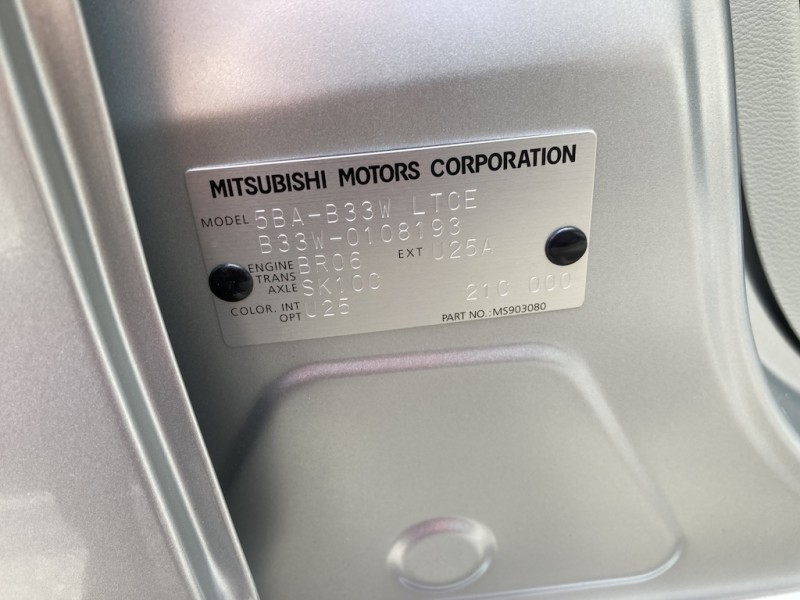 MITSUBISHI MOTORS CORPORATION
MODEL 5BA-B33W LTCE
B33W-0108193
ENGINE BR06 EXT U25A
TRANS
AXLE SK10C
COLOR. INT 21C 000
OPT U25 PART NO.:MS903080